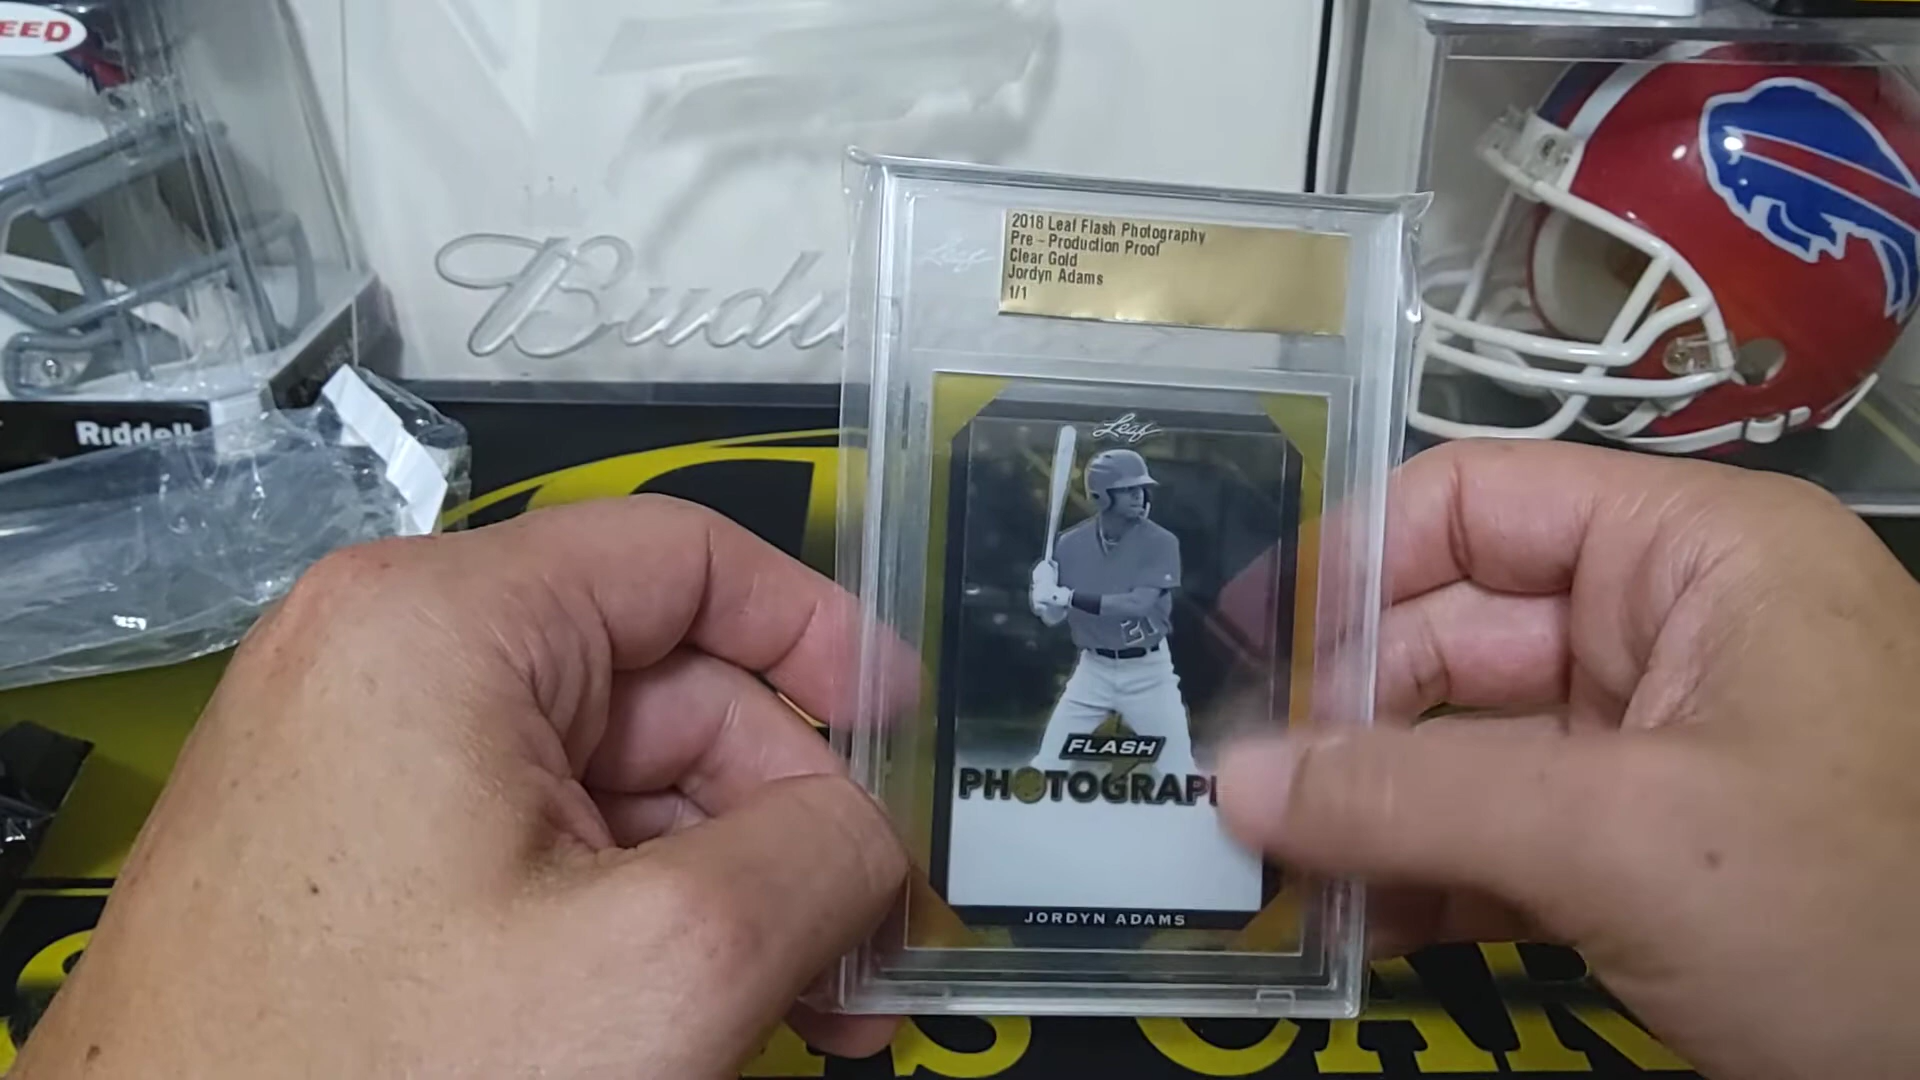 EED
Riddell
Budw
Leaf
2018 Leaf Flash Photography
Pre - Production Proof
Clear Gold
Jordyn Adams
1/1
Leaf
21
FLASH
PHOTOGRAP
JORDYN ADAMS
CAR